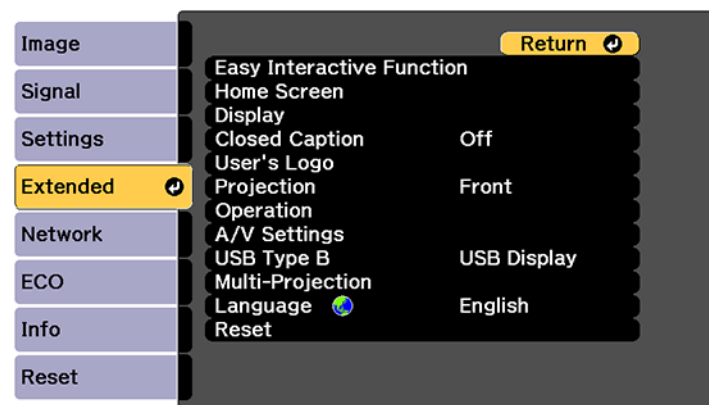 Image
Signal
Settings
Extended
Network
ECO
Info
Reset
Return
Easy Interactive Function
Home Screen
Display
Closed Caption Off
User's Logo
Projection Front
Operation
A/V Settings
USB Type B USB Display
Multi-Projection
Language English
Reset